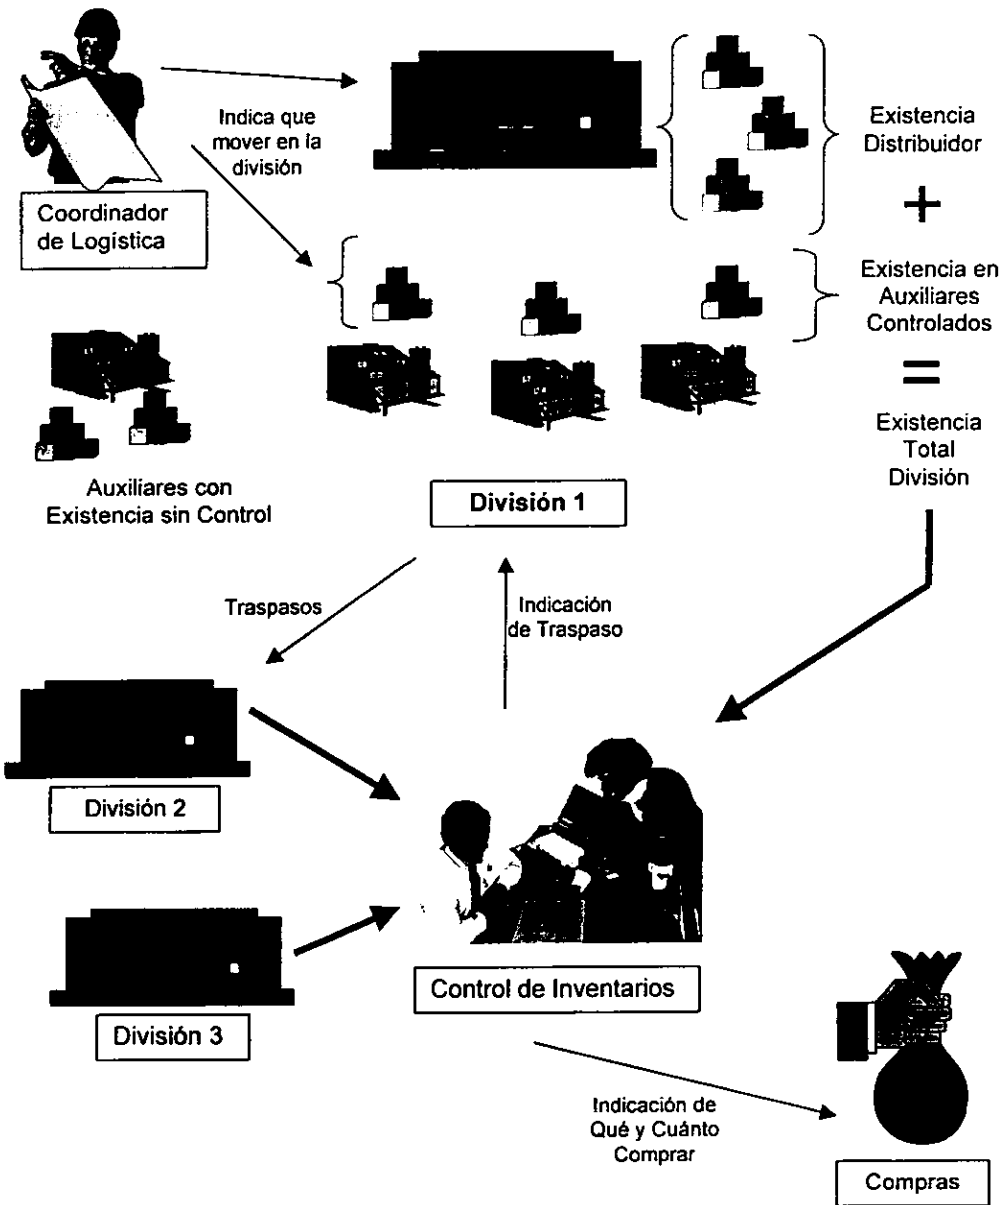 Indica que
mover en la
división
Existencia
Distribuidor
+
Coordinador
de Logística
Existencia en
Auxiliares
Controlados
=
Existencia
Total
División
Auxiliares con
Existencia sin Control
División 1
Traspasos
Indicación
de Traspaso
División 2
División 3
Control de Inventarios
Indicación de
Qué y Cuánto
Comprar
Compras